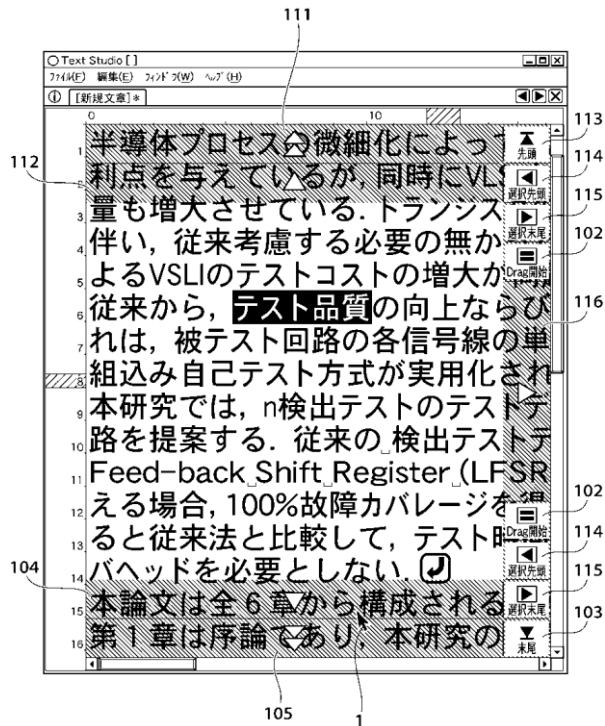 111
Text Studio [ ]
ファイル(F) 編集(E) ウィンドウ(W) ヘルプ(H)
[新規文章]*
0 10
113
1 半導体プロセス の微細化によって
先頭
114
112
2 利点を与えているが, 同時にVLS
選択先頭
115
3 量も増大させている. トランジス
選択末尾
102
4 伴い, 従来考慮する必要の無か
Drag開始
5 よるVSLIのテストコストの増大か
116
6 従来から, テスト品質の向上ならび
7 れは, 被テスト回路の各信号線の単
8 組込み自己テスト方式が実用化され
9 本研究では, n検出テストのテストデ
10 路を提案する. 従来の 検出テストデ
11 Feed-back Shift Register (LFSR
12 える場合, 100%故障カバレージを得
102
Drag開始
13 ると従来法と比較して, テスト時
114
選択先頭
14 バヘッドを必要としない.
104
115
15 本論文は全6章から構成される
選択末尾
103
16 第1章は序論であり, 本研究の
末尾
105
1